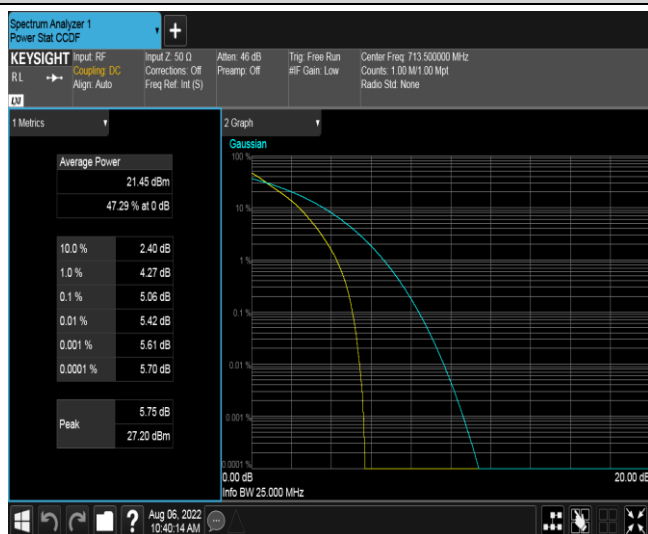 Spectrum Analyzer 1
Power Stat CCDF
+
KEYSIGHT
RL
LXI
Input: RF
Coupling: DC
Align: Auto
Input Z: 50 Ω
Corrections: Off
Freq Ref: Int (S)
Atten: 46 dB
Preamp: Off
Trig: Free Run
#IF Gain: Low
Center Freq: 713.500000 MHz
Counts: 1.00 M/1.00 Mpt
Radio Std: None
1 Metrics
Average Power
21.45 dBm
47.29 % at 0 dB
10.0 % 2.40 dB
1.0 % 4.27 dB
0.1 % 5.06 dB
0.01 % 5.42 dB
0.001 % 5.61 dB
0.0001 % 5.70 dB
Peak
5.75 dB
27.20 dBm
2 Graph
Gaussian
100 %
10 %
1 %
0.1 %
0.01 %
0.001 %
0.0001 %
0.00 dB 20.00 dB
Info BW 25.000 MHz
?
Aug 06, 2022
10:40:14 AM